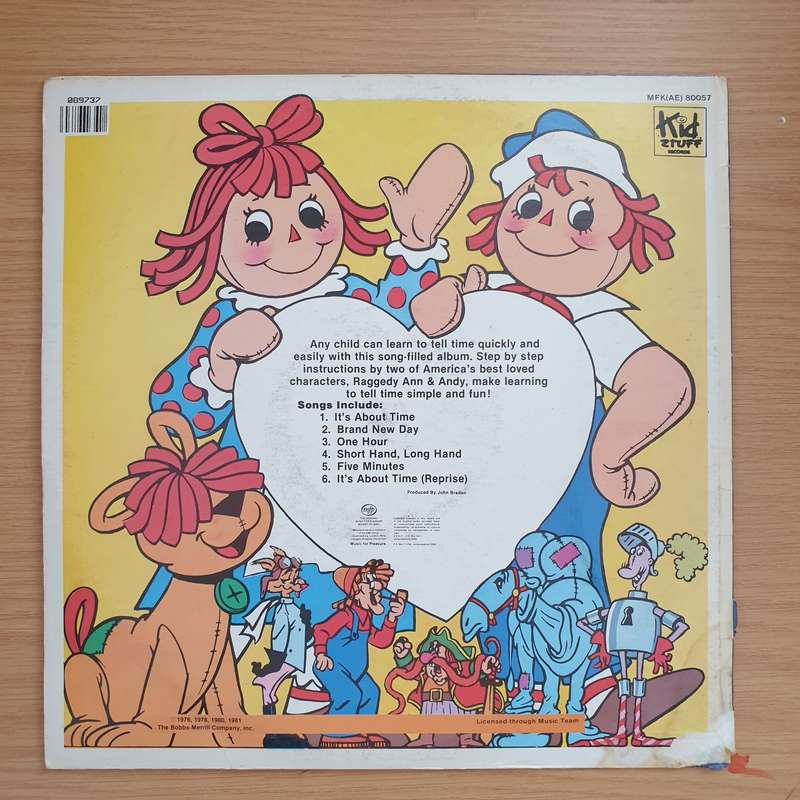 089737
MFK(AE) 80057
Kid
STUFF
RECORDS
Any child can learn to tell time quickly and
easily with this song-filled album. Step by step
instructions by two of America's best loved
characters, Raggedy Ann & Andy, make learning
to tell time simple and fun!
Songs Include:
1. It's About Time
2. Brand New Day
3. One Hour
4. Short Hand, Long Hand
5. Five Minutes
6. It's About Time (Reprise)
Produced By John Braden
mfp
Music for Pleasure
© 1976, 1978, 1980, 1981
The Bobbs-Merrill Company, Inc.
Licensed through Music Team